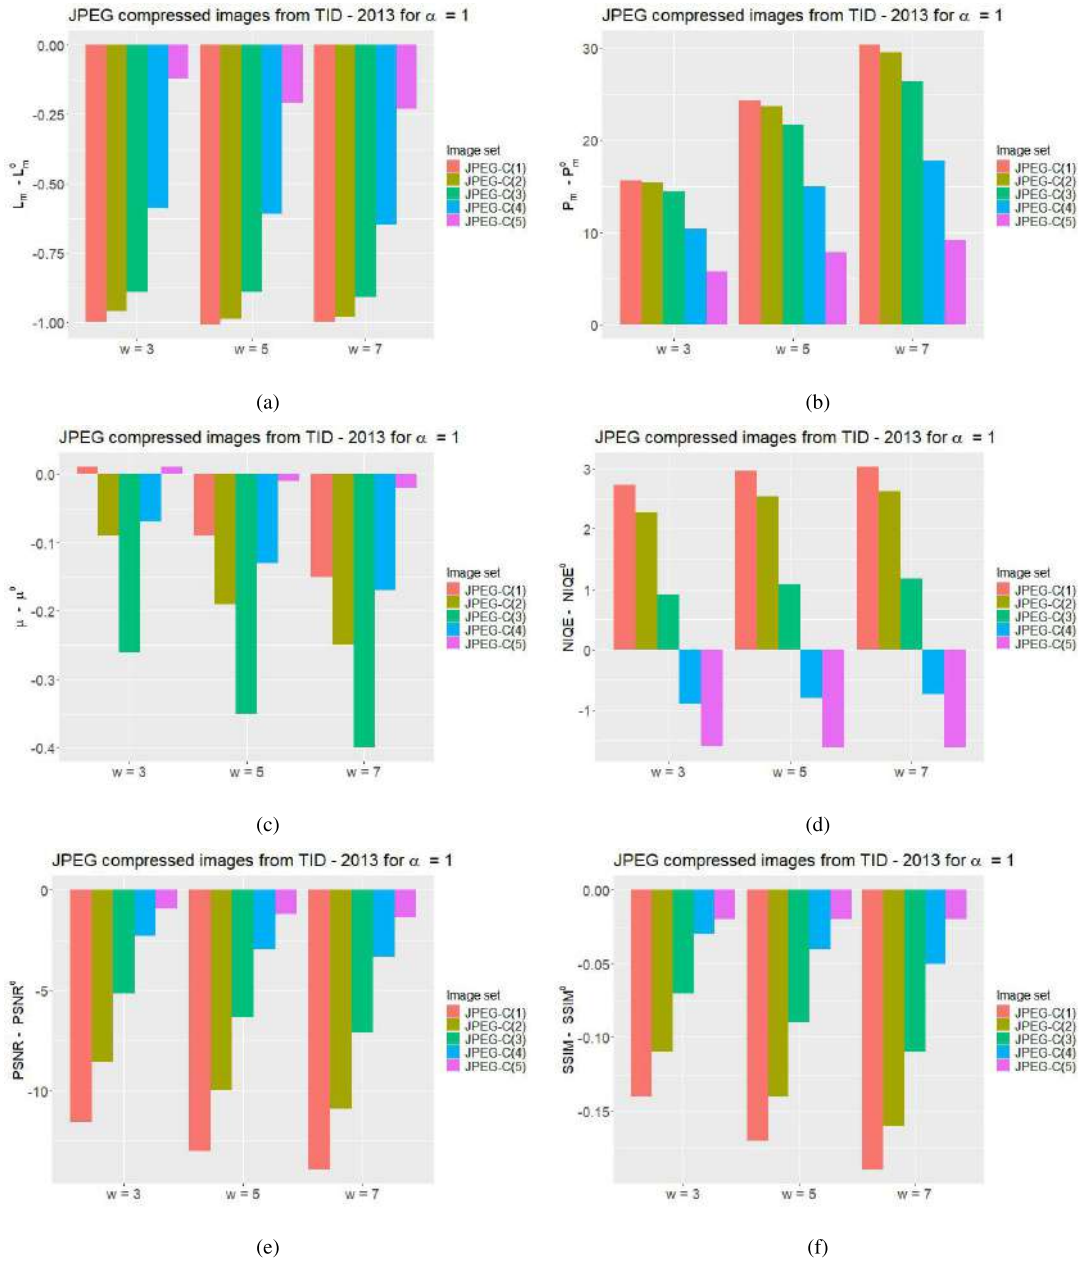 JPEG compressed images from TID - 2013 for α = 1
0.00
-0.25
-0.50
-0.75
-1.00
L_m - L_m^0
w = 3
w = 5
w = 7
Image set
JPEG-C(1)
JPEG-C(2)
JPEG-C(3)
JPEG-C(4)
JPEG-C(5)
(a)
JPEG compressed images from TID - 2013 for α = 1
30
20
10
0
P_m - P_m^0
w = 3
w = 5
w = 7
Image set
JPEG-C(1)
JPEG-C(2)
JPEG-C(3)
JPEG-C(4)
JPEG-C(5)
(b)
JPEG compressed images from TID - 2013 for α = 1
0.0
-0.1
-0.2
-0.3
-0.4
μ - μ^0
w = 3
w = 5
w = 7
Image set
JPEG-C(1)
JPEG-C(2)
JPEG-C(3)
JPEG-C(4)
JPEG-C(5)
(c)
JPEG compressed images from TID - 2013 for α = 1
3
2
1
0
-1
NIQE - NIQE^0
w = 3
w = 5
w = 7
Image set
JPEG-C(1)
JPEG-C(2)
JPEG-C(3)
JPEG-C(4)
JPEG-C(5)
(d)
JPEG compressed images from TID - 2013 for α = 1
0
-5
-10
PSNR - PSNR^0
w = 3
w = 5
w = 7
Image set
JPEG-C(1)
JPEG-C(2)
JPEG-C(3)
JPEG-C(4)
JPEG-C(5)
(e)
JPEG compressed images from TID - 2013 for α = 1
0.00
-0.05
-0.10
-0.15
SSIM - SSIM^0
w = 3
w = 5
w = 7
Image set
JPEG-C(1)
JPEG-C(2)
JPEG-C(3)
JPEG-C(4)
JPEG-C(5)
(f)